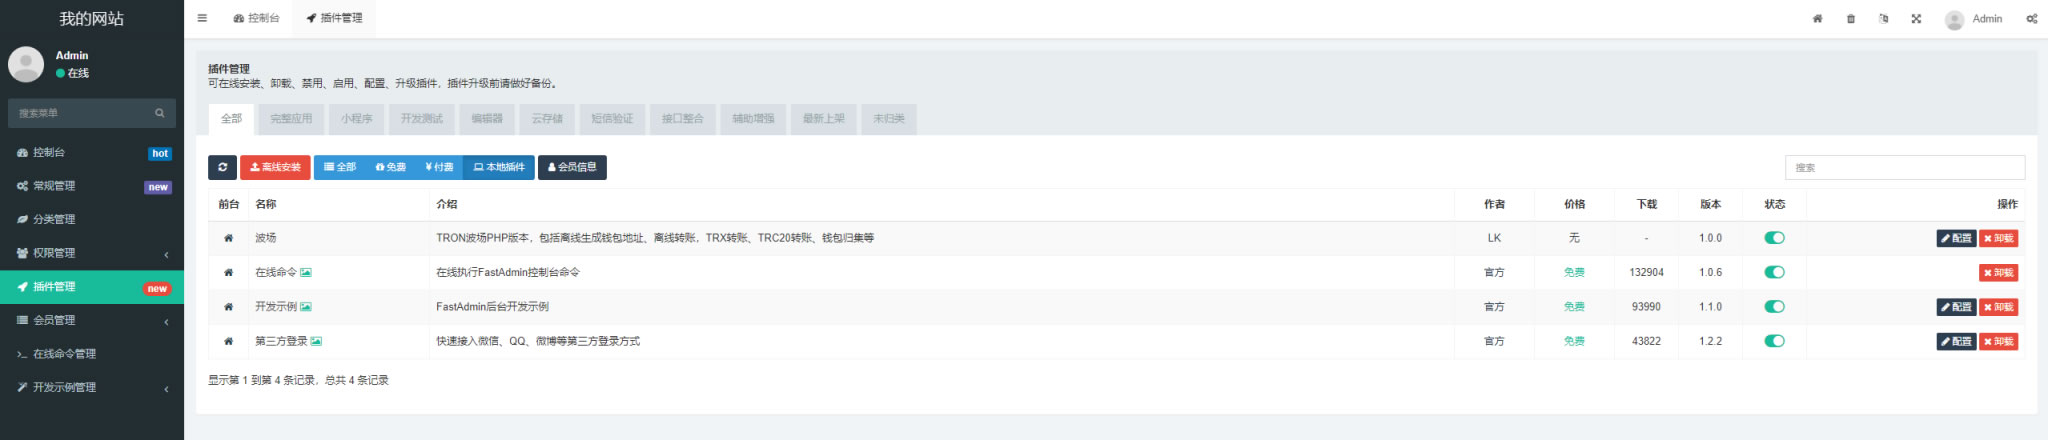 我的网站
控制台
插件管理
Admin
Admin
在线
搜索菜单
控制台 hot
常规管理 new
分类管理
权限管理
插件管理 new
会员管理
在线命令管理
开发示例管理
插件管理
可在线安装、卸载、禁用、启用、配置、升级插件，插件升级前请做好备份。
全部 完整应用 小程序 开发测试 编辑器 云存储 短信验证 接口整合 辅助增强 最新上架 未归类
离线安装 全部 免费 ¥ 付费 本地插件 会员信息 搜索
前台 名称 介绍 作者 价格 下载 版本 状态 操作
波场 TRON波场PHP版本，包括离线生成钱包地址、离线转账，TRX转账、TRC20转账、钱包归集等 LK 无 - 1.0.0 配置 卸载
在线命令 在线执行FastAdmin控制台命令 官方 免费 132904 1.0.6 卸载
开发示例 FastAdmin后台开发示例 官方 免费 93990 1.1.0 配置 卸载
第三方登录 快速接入微信、QQ、微博等第三方登录方式 官方 免费 43822 1.2.2 配置 卸载
显示第 1 到第 4 条记录，总共 4 条记录